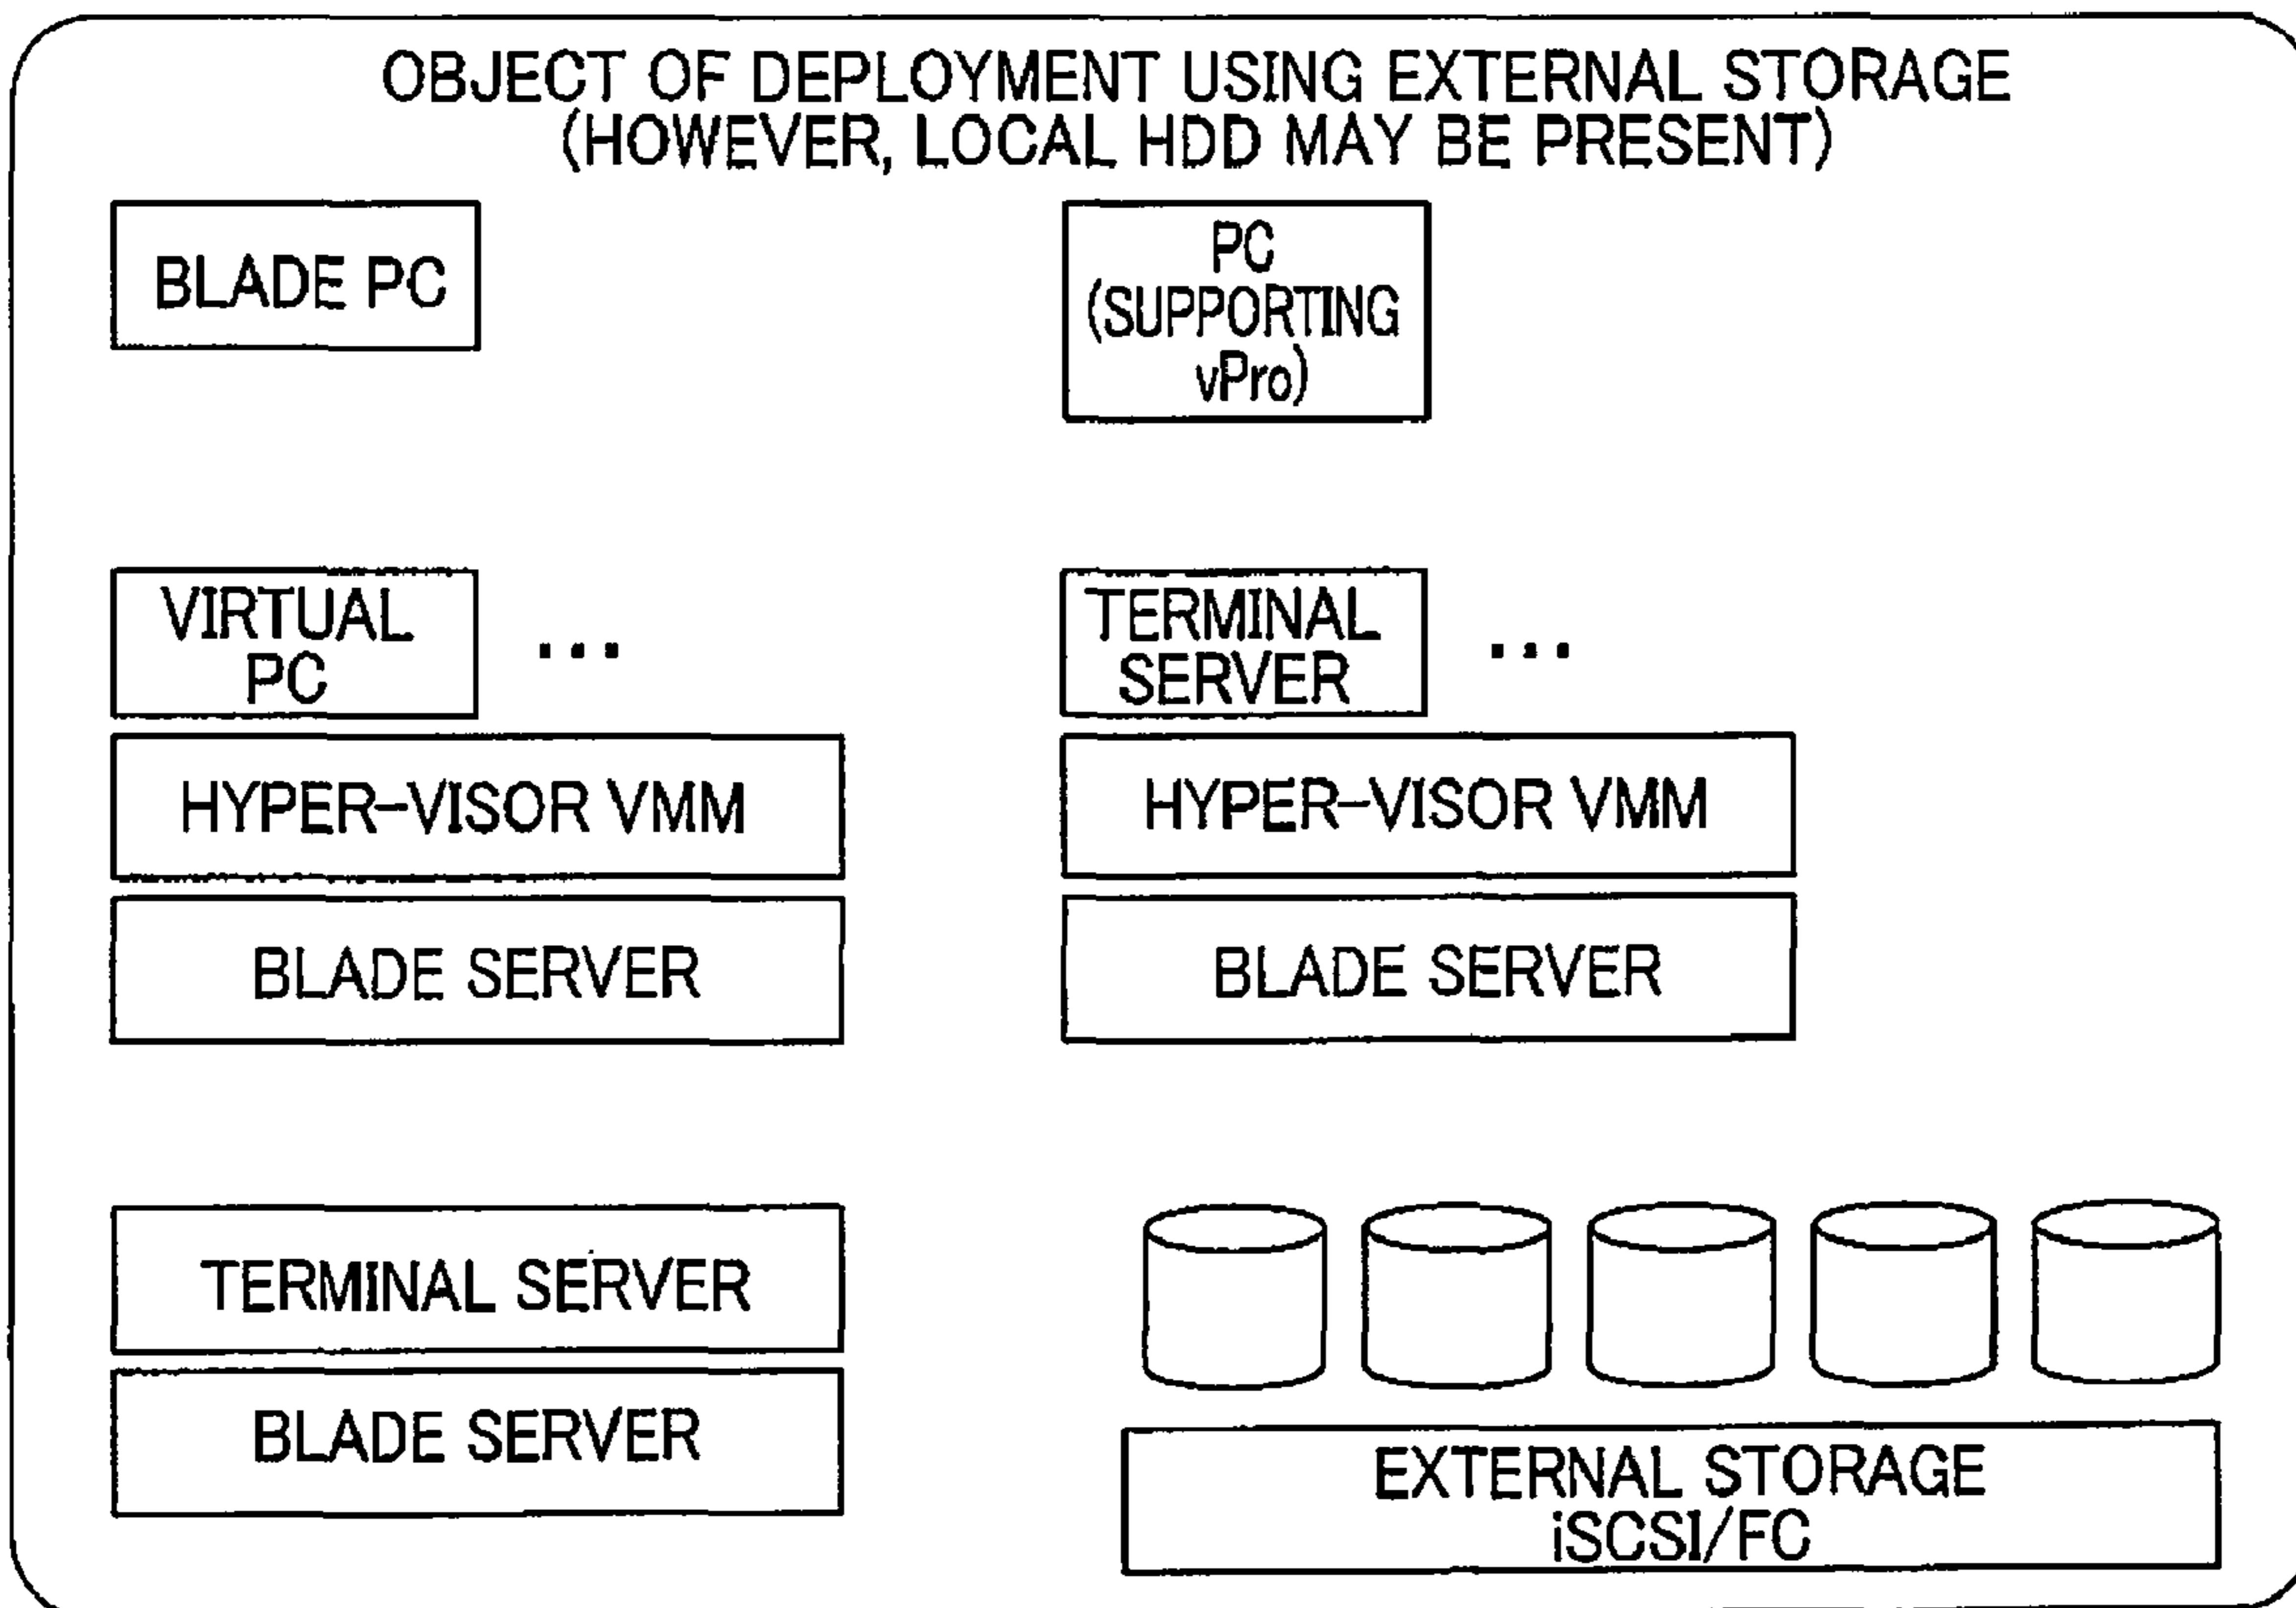 OBJECT OF DEPLOYMENT USING EXTERNAL STORAGE
(HOWEVER, LOCAL HDD MAY BE PRESENT)
BLADE PC
PC
(SUPPORTING
vPro)
VIRTUAL
PC
...
TERMINAL
SERVER
...
HYPER-VISOR VMM
HYPER-VISOR VMM
BLADE SERVER
BLADE SERVER
TERMINAL SERVER
BLADE SERVER
EXTERNAL STORAGE
iSCSI/FC